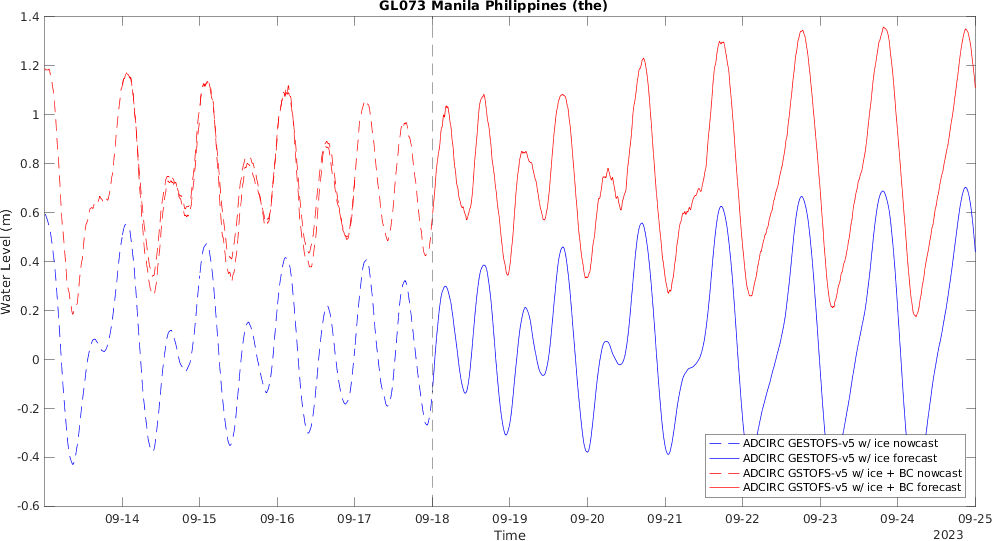 GL073 Manila Philippines (the)
1.4
1.2
1
0.8
0.6
0.4
0.2
0
-0.2
-0.4
-0.6
Water Level (m)
ADCIRC GESTOFS-v5 w/ ice nowcast
ADCIRC GESTOFS-v5 w/ ice forecast
ADCIRC GSTOFS-v5 w/ ice + BC nowcast
ADCIRC GSTOFS-v5 w/ ice + BC forecast
09-14 09-15 09-16 09-17 09-18 09-19 09-20 09-21 09-22 09-23 09-24 09-25
Time
2023